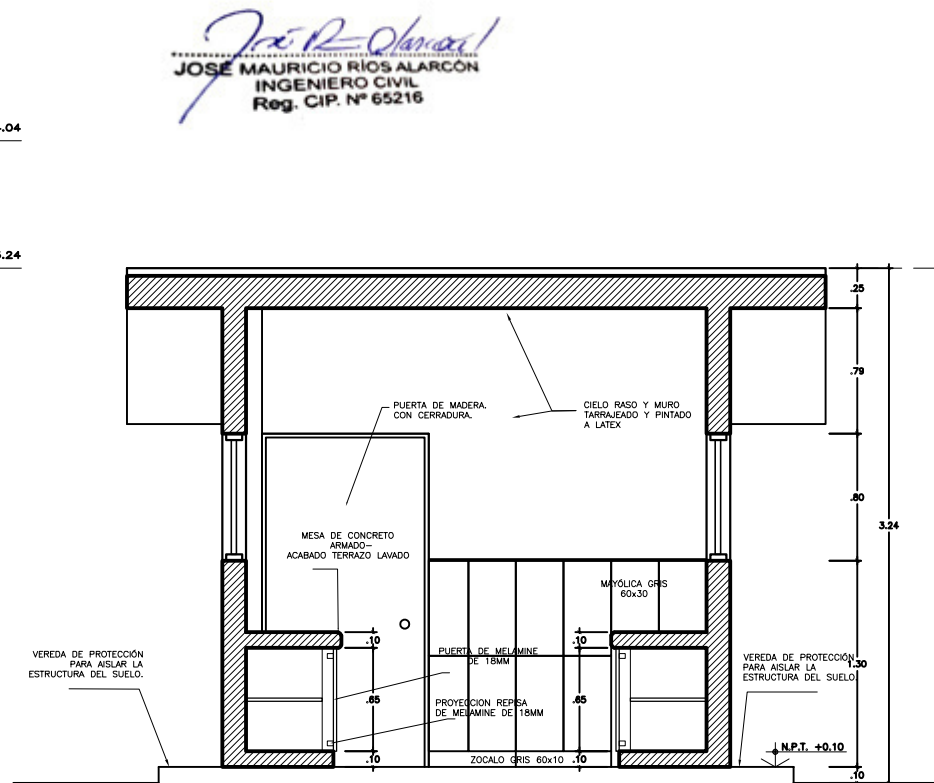 JOSÉ MAURICIO RÍOS ALARCÓN
INGENIERO CIVIL
Reg. CIP. Nº 65216
.04
.24
.25
.79
PUERTA DE MADERA.
CON CERRADURA.
CIELO RASO Y MURO
TARRAJEADO Y PINTADO
A LATEX
.80
3.24
MESA DE CONCRETO
ARMADO-
ACABADO TERRAZO LAVADO
MAYÓLICA GRIS
60x30
.10
.10
VEREDA DE PROTECCIÓN
PARA AISLAR LA
ESTRUCTURA DEL SUELO.
PUERTA DE MELAMINE
DE 18MM
VEREDA DE PROTECCIÓN
PARA AISLAR LA
ESTRUCTURA DEL SUELO.
1.30
.65
PROYECCION REPISA
DE MELAMINE DE 18MM
.65
N.P.T. +0.10
.10
ZOCALO GRIS 60x10
.10
.10